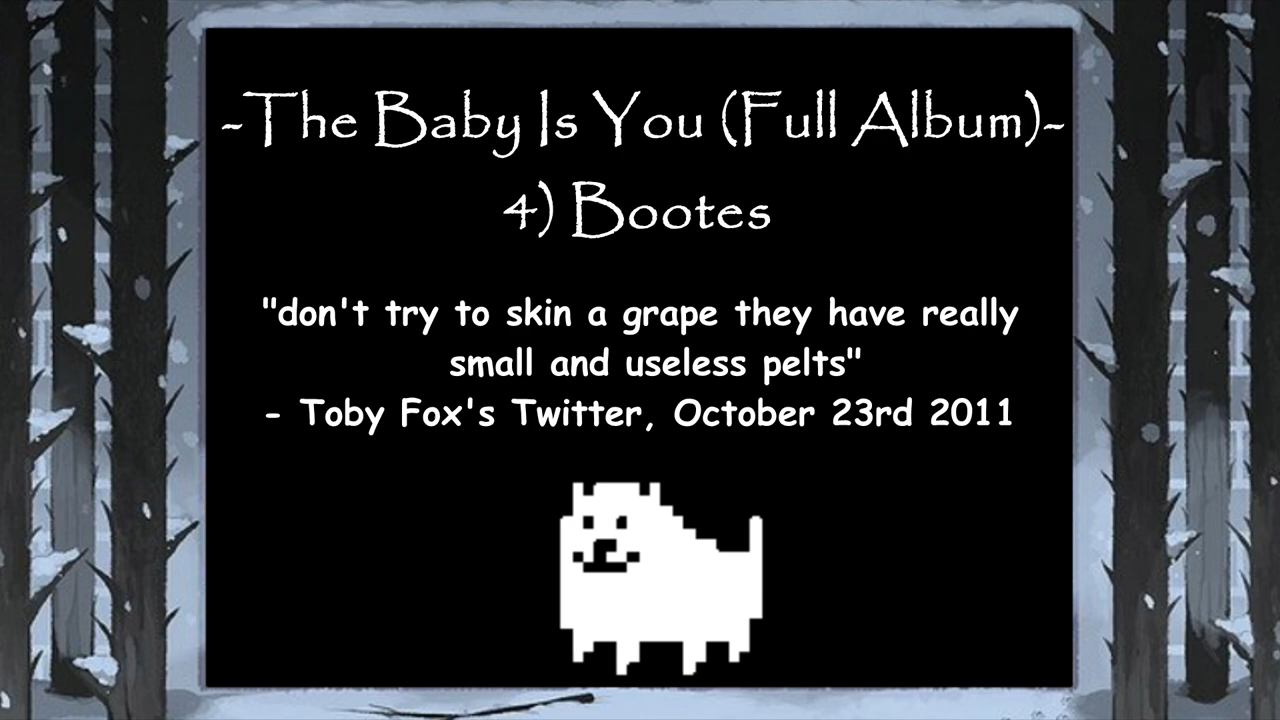 -The Baby Is You (Full Album)-
4) Bootes
"don't try to skin a grape they have really
small and useless pelts"
- Toby Fox's Twitter, October 23rd 2011